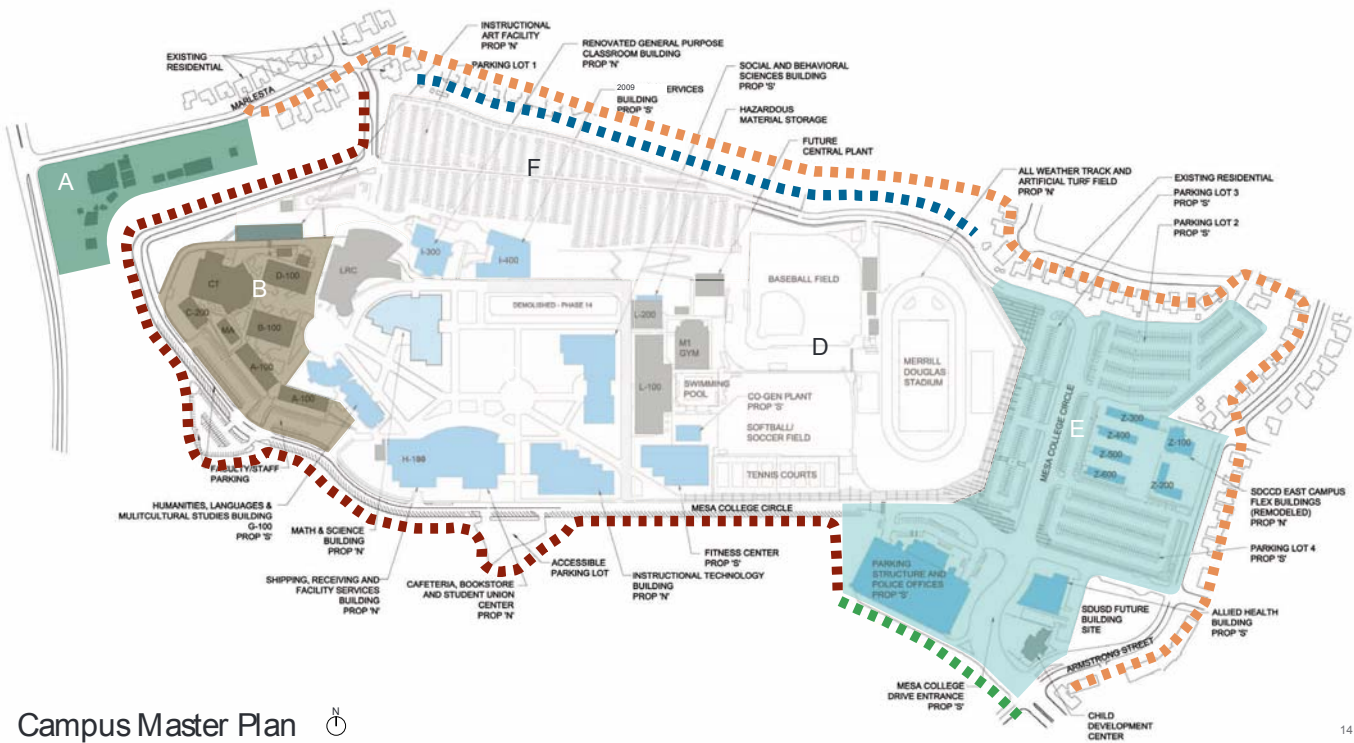 INSTRUCTIONAL
ART FACILITY
PROP 'N'
RENOVATED GENERAL PURPOSE
CLASSROOM BUILDING
PROP 'N'
EXISTING
RESIDENTIAL
PARKING LOT 1
SOCIAL AND BEHAVIORAL
SCIENCES BUILDING
PROP 'S'
2009 ERVICES
BUILDING
PROP 'S'
MARLESTA
HAZARDOUS
MATERIAL STORAGE
FUTURE
CENTRAL PLANT
ALL WEATHER TRACK AND
ARTIFICIAL TURF FIELD
PROP 'N'
EXISTING RESIDENTIAL
PARKING LOT 3
PROP 'S'
PARKING LOT 2
PROP 'S'
A
F
B
D
E
CT
D-100
C-200
MA
B-100
A-100
A-100
LRC
I-300
I-400
DEMOLISHED - PHASE 14
L-200
M1
GYM
L-100
BASEBALL FIELD
MERRILL
DOUGLAS
STADIUM
SWIMMING
POOL
CO-GEN PLANT
PROP 'S'
SOFTBALL/
SOCCER FIELD
TENNIS COURTS
MESA COLLEGE CIRCLE
Z-300
Z-400
Z-500
Z-600
Z-100
Z-200
H-100
FACULTY/STAFF
PARKING
MESA COLLEGE CIRCLE
HUMANITIES, LANGUAGES &
MULITCULTURAL STUDIES BUILDING
G-100
PROP 'S'
MATH & SCIENCE
BUILDING
PROP 'N'
SHIPPING, RECEIVING AND
FACILITY SERVICES
BUILDING
PROP 'N'
CAFETERIA, BOOKSTORE
AND STUDENT UNION
CENTER
PROP 'N'
ACCESSIBLE
PARKING LOT
INSTRUCTIONAL TECHNOLOGY
BUILDING
PROP 'N'
FITNESS CENTER
PROP 'S'
PARKING
STRUCTURE AND
POLICE OFFICES
PROP 'S'
SDCCD EAST CAMPUS
FLEX BUILDINGS
(REMODELED)
PROP 'N'
PARKING LOT 4
PROP 'S'
SDUSD FUTURE
BUILDING
SITE
ALLIED HEALTH
BUILDING
PROP 'S'
ARMSTRONG STREET
MESA COLLEGE
DRIVE ENTRANCE
PROP 'S'
CHILD
DEVELOPMENT
CENTER
Campus Master Plan
N
14